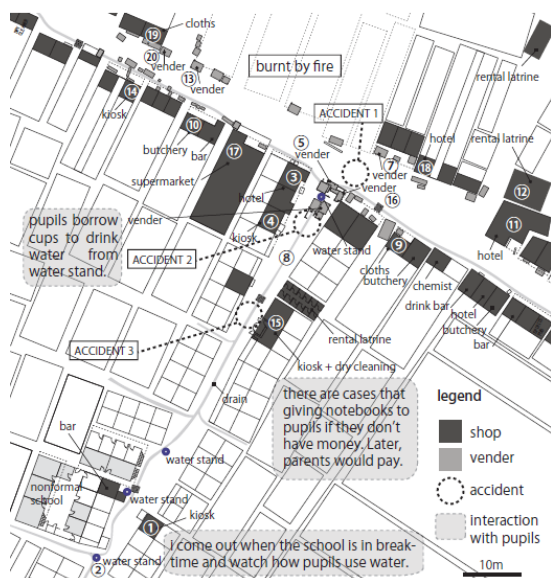 cloths
19
20
vender
13
vender
burnt by fire
rental latrine
14
kiosk
ACCIDENT 1
10
butchery
bar
17
supermarket
5
vender
hotel
rental latrine
7
vender
18
3
vender
16
12
hotel
vender
4
kiosk
11
pupils borrow
cups to drink
water from
water stand.
ACCIDENT 2
8
water stand
9
cloths
butchery
hotel
chemist
drink bar
hotel
butchery
bar
15
rental latrine
ACCIDENT 3
kiosk + dry cleaning
drain
there are cases that
giving notebooks to
pupils if they don't
have money. Later,
parents would pay.
legend
shop
vender
accident
interaction
with pupils
10m
bar
water stand
nonformal
school
water stand
1
kiosk
I come out when the school is in break-
time and watch how pupils use water.
water stand
2